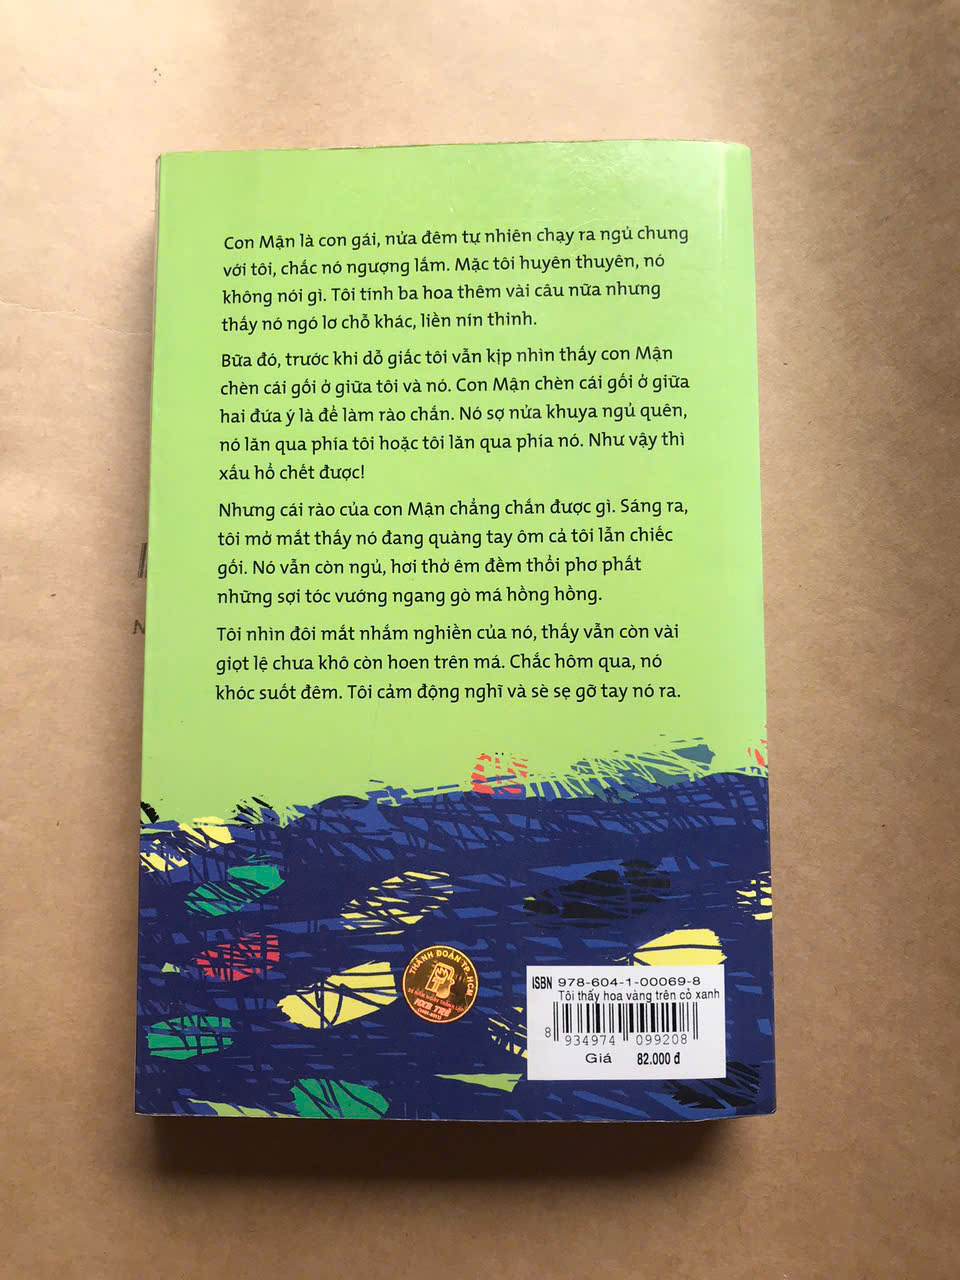 Con Mận là con gái, nửa đêm tự nhiên chạy ra ngủ chung
với tôi, chắc nó ngượng lắm. Mặc tôi huyên thuyên, nó
không nói gì. Tôi tính ba hoa thêm vài câu nữa nhưng
thấy nó ngó lơ chỗ khác, liền nín thinh.
Bữa đó, trước khi dỗ giấc tôi vẫn kịp nhìn thấy con Mận
chèn cái gối ở giữa tôi và nó. Con Mận chèn cái gối ở giữa
hai đứa ý là để làm rào chắn. Nó sợ nửa khuya ngủ quên,
nó lăn qua phía tôi hoặc tôi lăn qua phía nó. Như vậy thì
xấu hổ chết được!
Nhưng cái rào của con Mận chẳng chắn được gì. Sáng ra,
tôi mở mắt thấy nó đang quàng tay ôm cả tôi lẫn chiếc
gối. Nó vẫn còn ngủ, hơi thở êm đềm thổi phơ phất
những sợi tóc vướng ngang gò má hồng hồng.
Tôi nhìn đôi mắt nhắm nghiền của nó, thấy vẫn còn vài
giọt lệ chưa khô còn hoen trên má. Chắc hôm qua, nó
khóc suốt đêm. Tôi cảm động nghĩ và sè sẹ gỡ tay nó ra.
THÀNH ĐOÀN TP. HCM
NXB TRẺ
ISBN 978-604-1-00069-8
Tôi thấy hoa vàng trên cỏ xanh
8 934974 099208
Giá 82.000 đ